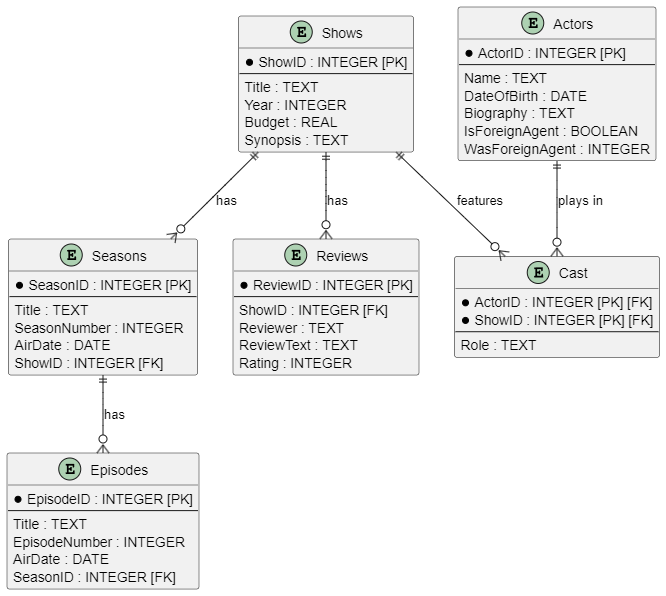 E Shows
ShowID : INTEGER [PK]
Title : TEXT
Year : INTEGER
Budget : REAL
Synopsis : TEXT
E Actors
ActorID : INTEGER [PK]
Name : TEXT
DateOfBirth : DATE
Biography : TEXT
IsForeignAgent : BOOLEAN
WasForeignAgent : INTEGER
has
has
features
plays in
E Seasons
SeasonID : INTEGER [PK]
Title : TEXT
SeasonNumber : INTEGER
AirDate : DATE
ShowID : INTEGER [FK]
E Reviews
ReviewID : INTEGER [PK]
ShowID : INTEGER [FK]
Reviewer : TEXT
ReviewText : TEXT
Rating : INTEGER
E Cast
ActorID : INTEGER [PK] [FK]
ShowID : INTEGER [PK] [FK]
Role : TEXT
has
E Episodes
EpisodeID : INTEGER [PK]
Title : TEXT
EpisodeNumber : INTEGER
AirDate : DATE
SeasonID : INTEGER [FK]